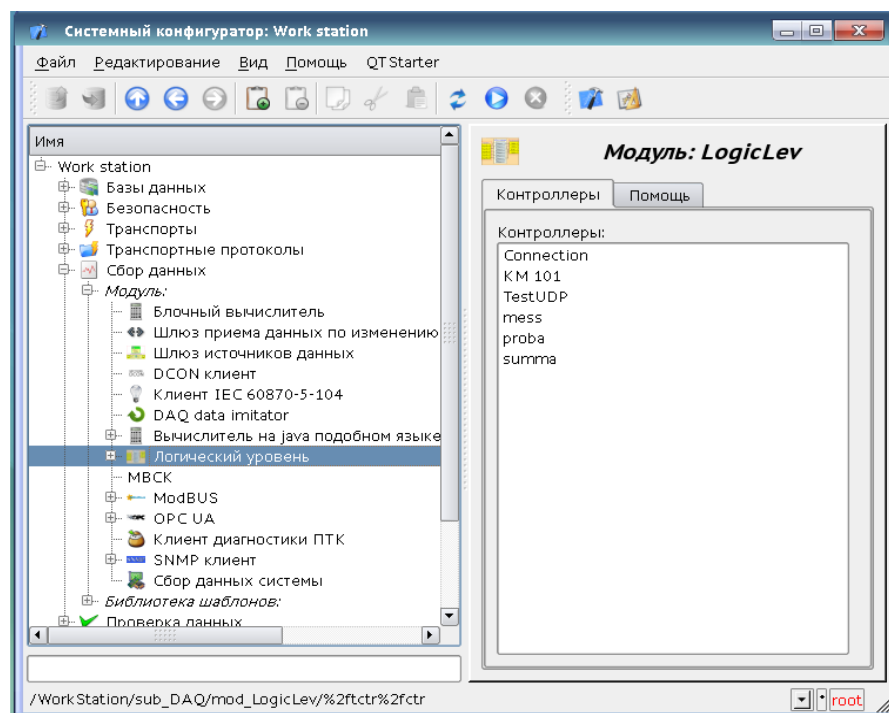 Системный конфигуратор: Work station
Файл Редактирование Вид Помощь QTStarter
Имя
Work station
Базы данных
Безопасность
Транспорты
Транспортные протоколы
Сбор данных
Модуль:
Блочный вычислитель
Шлюз приема данных по изменению
Шлюз источников данных
DCON клиент
Клиент IEC 60870-5-104
DAQ data imitator
Вычислитель на java подобном языке
Логический уровень
МВСК
ModBUS
OPC UA
Клиент диагностики ПТК
SNMP клиент
Сбор данных системы
Библиотека шаблонов:
Проверка данных
Модуль: LogicLev
Контроллеры Помощь
Контроллеры:
Connection
KM 101
TestUDP
mess
proba
summa
/WorkStation/sub_DAQ/mod_LogicLev/%2ftctr%2fctr
root